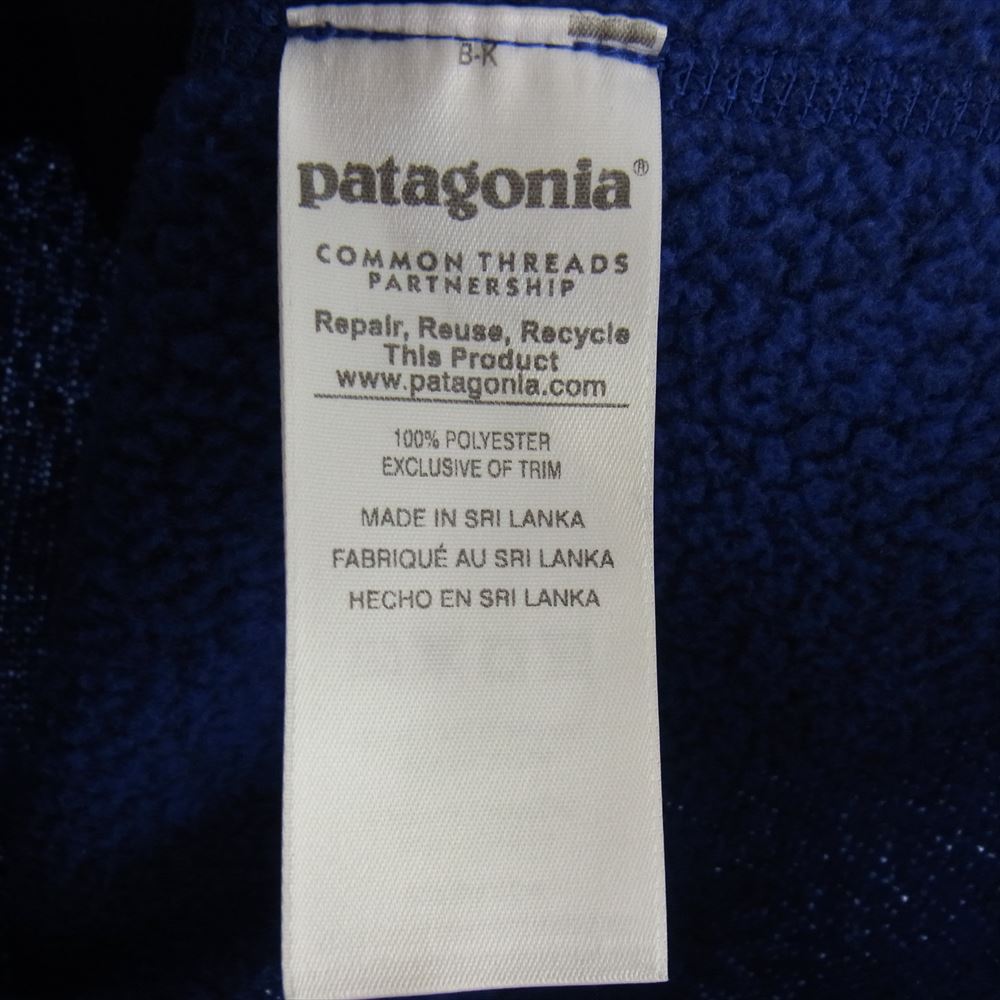 B-K
patagonia®
COMMON THREADS
PARTNERSHIP
Repair, Reuse, Recycle
This Product
www.patagonia.com
100% POLYESTER
EXCLUSIVE OF TRIM
MADE IN SRI LANKA
FABRIQUÉ AU SRI LANKA
HECHO EN SRI LANKA